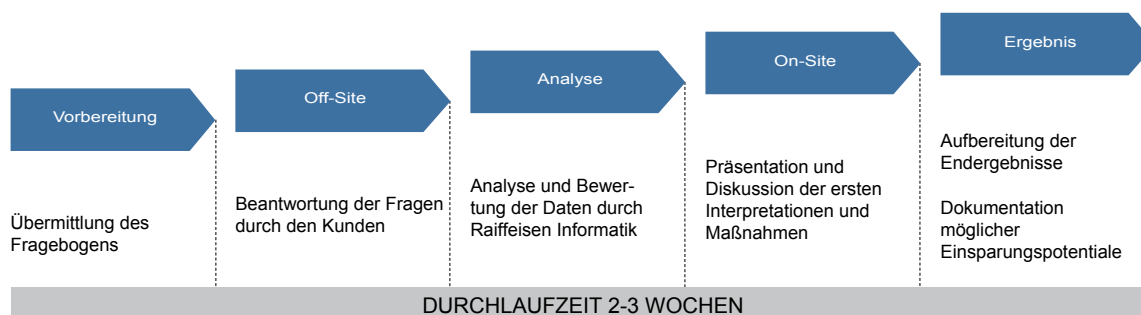 Vorbereitung
Übermittlung des
Fragebogens
Off-Site
Beantwortung der Fragen
durch den Kunden
Analyse
Analyse und Bewer-
tung der Daten durch
Raiffeisen Informatik
On-Site
Präsentation und
Diskussion der ersten
Interpretationen und
Maßnahmen
Ergebnis
Aufbereitung der
Endergebnisse
Dokumentation
möglicher
Einsparungspotentiale
DURCHLAUFZEIT 2-3 WOCHEN